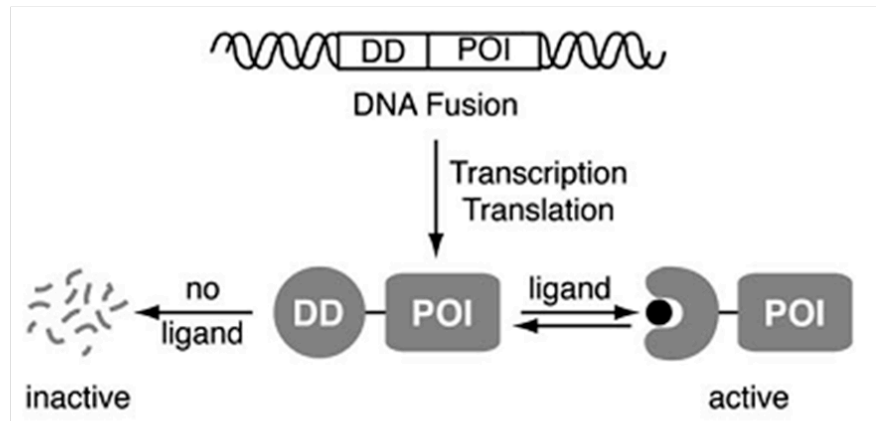 DD POI
DNA Fusion
Transcription
Translation
no
ligand
DD POI
ligand
POI
inactive
active